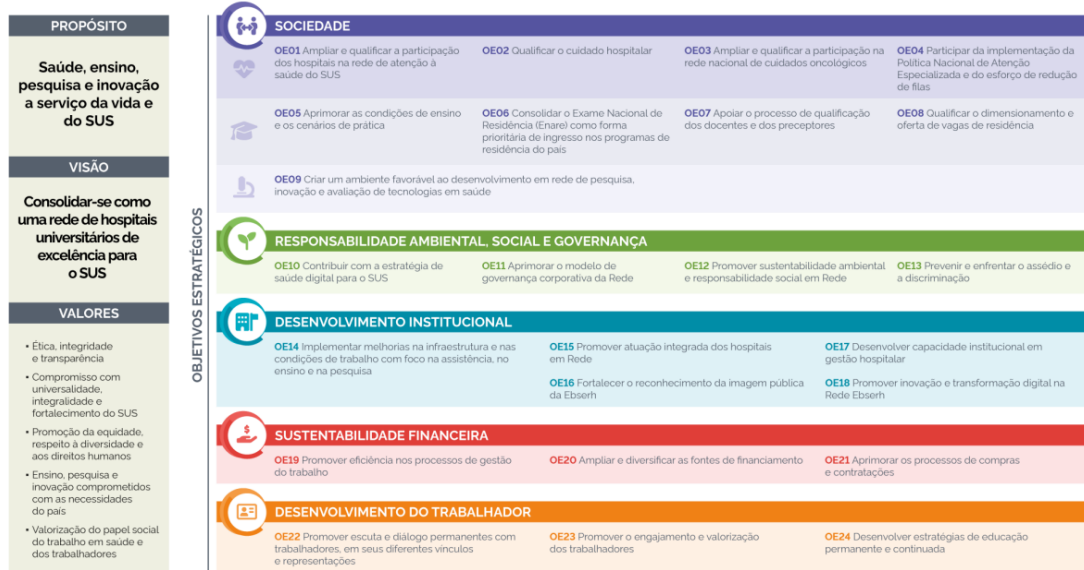 PROPÓSITO
Saúde, ensino,
pesquisa e inovação
a serviço da vida e
do SUS
VISÃO
Consolidar-se como
uma rede de hospitais
universitários de
excelência para
o SUS
VALORES
• Ética, integridade
e transparência
• Compromisso com
universalidade,
integralidade e
fortalecimento do SUS
• Promoção da equidade,
respeito à diversidade e
aos direitos humanos
• Ensino, pesquisa e
inovação comprometidos
com as necessidades
do país
• Valorização do papel social
do trabalho em saúde e
dos trabalhadores
OBJETIVOS ESTRATÉGICOS
SOCIEDADE
OE01 Ampliar e qualificar a participação
dos hospitais na rede de atenção à
saúde do SUS
OE02 Qualificar o cuidado hospitalar
OE03 Ampliar e qualificar a participação na
rede nacional de cuidados oncológicos
OE04 Participar da implementação da
Política Nacional de Atenção
Especializada e do esforço de redução
de filas
OE05 Aprimorar as condições de ensino
e os cenários de prática
OE06 Consolidar o Exame Nacional de
Residência (Enare) como forma
prioritária de ingresso nos programas de
residência do país
OE07 Apoiar o processo de qualificação
dos docentes e dos preceptores
OE08 Qualificar o dimensionamento e
oferta de vagas de residência
OE09 Criar um ambiente favorável ao desenvolvimento em rede de pesquisa,
inovação e avaliação de tecnologias em saúde
RESPONSABILIDADE AMBIENTAL, SOCIAL E GOVERNANÇA
OE10 Contribuir com a estratégia de
saúde digital para o SUS
OE11 Aprimorar o modelo de
governança corporativa da Rede
OE12 Promover sustentabilidade ambiental
e responsabilidade social em Rede
OE13 Prevenir e enfrentar o assédio e
a discriminação
DESENVOLVIMENTO INSTITUCIONAL
OE14 Implementar melhorias na infraestrutura e nas
condições de trabalho com foco na assistência, no
ensino e na pesquisa
OE15 Promover atuação integrada dos hospitais
em Rede
OE16 Fortalecer o reconhecimento da imagem pública
da Ebserh
OE17 Desenvolver capacidade institucional em
gestão hospitalar
OE18 Promover inovação e transformação digital na
Rede Ebserh
SUSTENTABILIDADE FINANCEIRA
OE19 Promover eficiência nos processos de gestão
do trabalho
OE20 Ampliar e diversificar as fontes de financiamento
OE21 Aprimorar os processos de compras
e contratações
DESENVOLVIMENTO DO TRABALHADOR
OE22 Promover escuta e diálogo permanentes com
trabalhadores, em seus diferentes vínculos
e representações
OE23 Promover o engajamento e valorização
dos trabalhadores
OE24 Desenvolver estratégias de educação
permanente e continuada